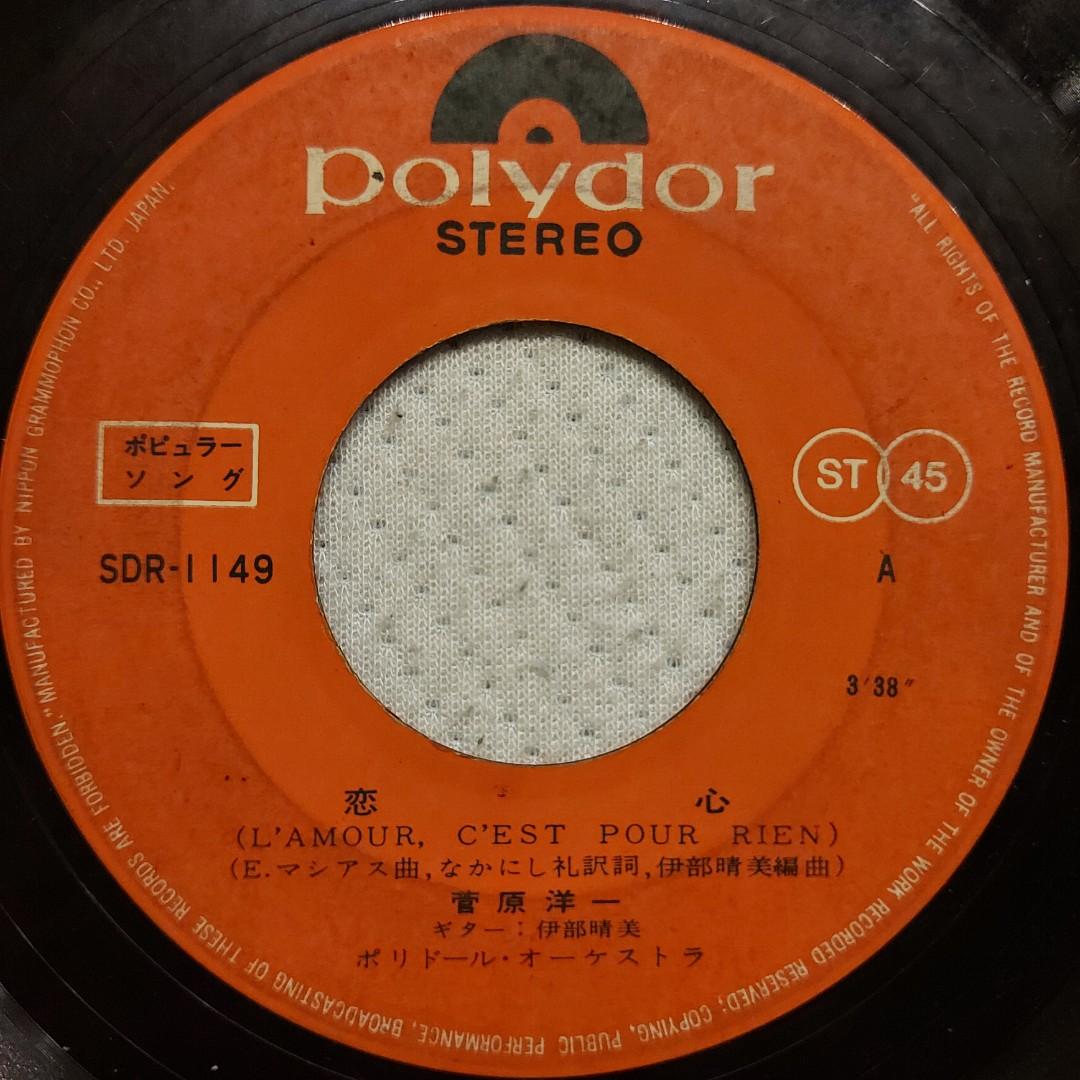 polydor
STEREO
ポピュラー
ソング
ST 45
SDR-1149
A
3'38"
恋心
(L'AMOUR, C'EST POUR RIEN)
(E.マシアス曲,なかにし礼訳詞,伊部晴美編曲)
菅原洋一
ギター:伊部晴美
ポリドール・オーケストラ
"ALL RIGHTS OF THE RECORD MANUFACTURER AND OF THE OWNER OF THE WORK RECORDED RESERVED; COPYING, PUBLIC PERFORMANCE, BROADCASTING OF THESE RECORDS ARE FORBIDDEN." MANUFACTURED BY NIPPON GRAMMOPHON CO., LTD. JAPAN.